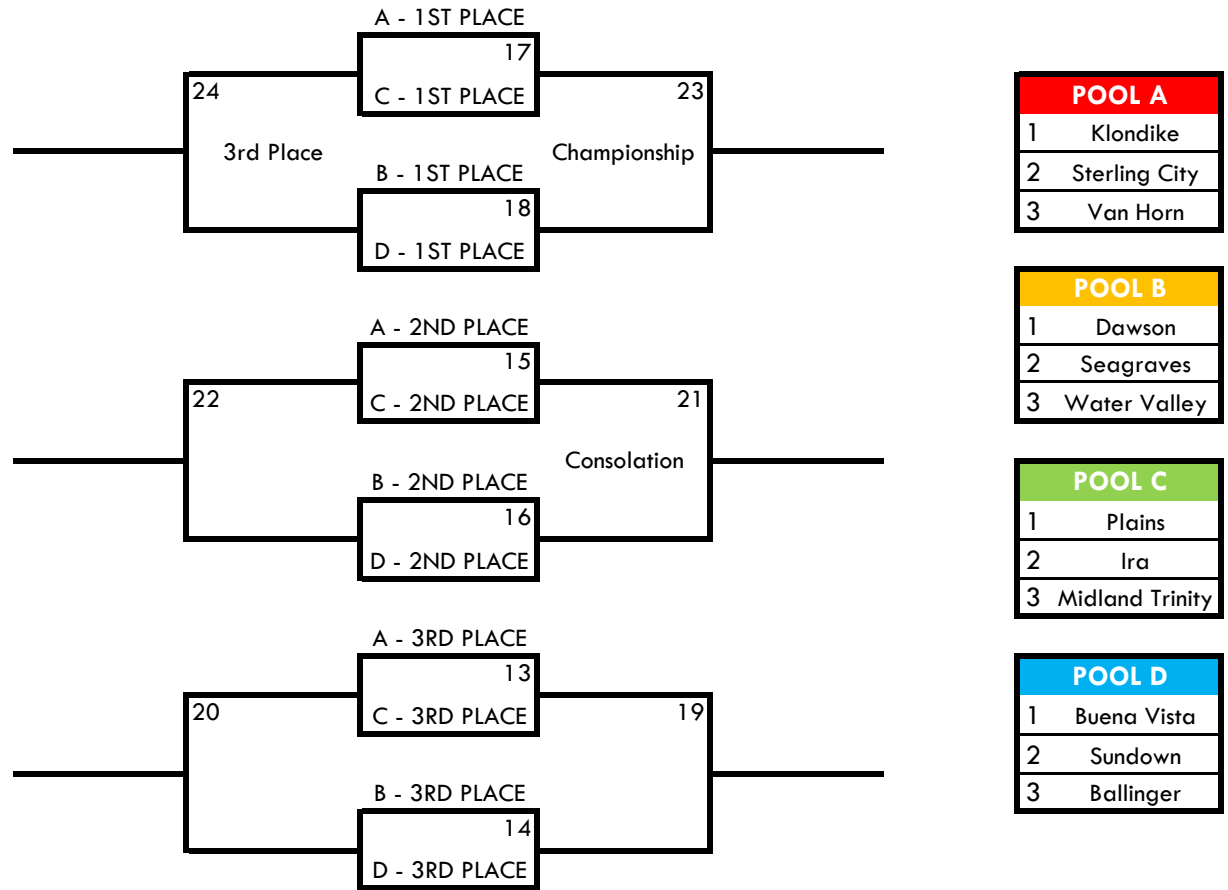 A - 1ST PLACE
17
24
C - 1ST PLACE
23
3rd Place
Championship
B - 1ST PLACE
18
D - 1ST PLACE
A - 2ND PLACE
15
22
C - 2ND PLACE
21
Consolation
B - 2ND PLACE
16
D - 2ND PLACE
A - 3RD PLACE
13
20
C - 3RD PLACE
19
B - 3RD PLACE
14
D - 3RD PLACE
POOL A
1 Klondike
2 Sterling City
3 Van Horn
POOL B
1 Dawson
2 Seagraves
3 Water Valley
POOL C
1 Plains
2 Ira
3 Midland Trinity
POOL D
1 Buena Vista
2 Sundown
3 Ballinger